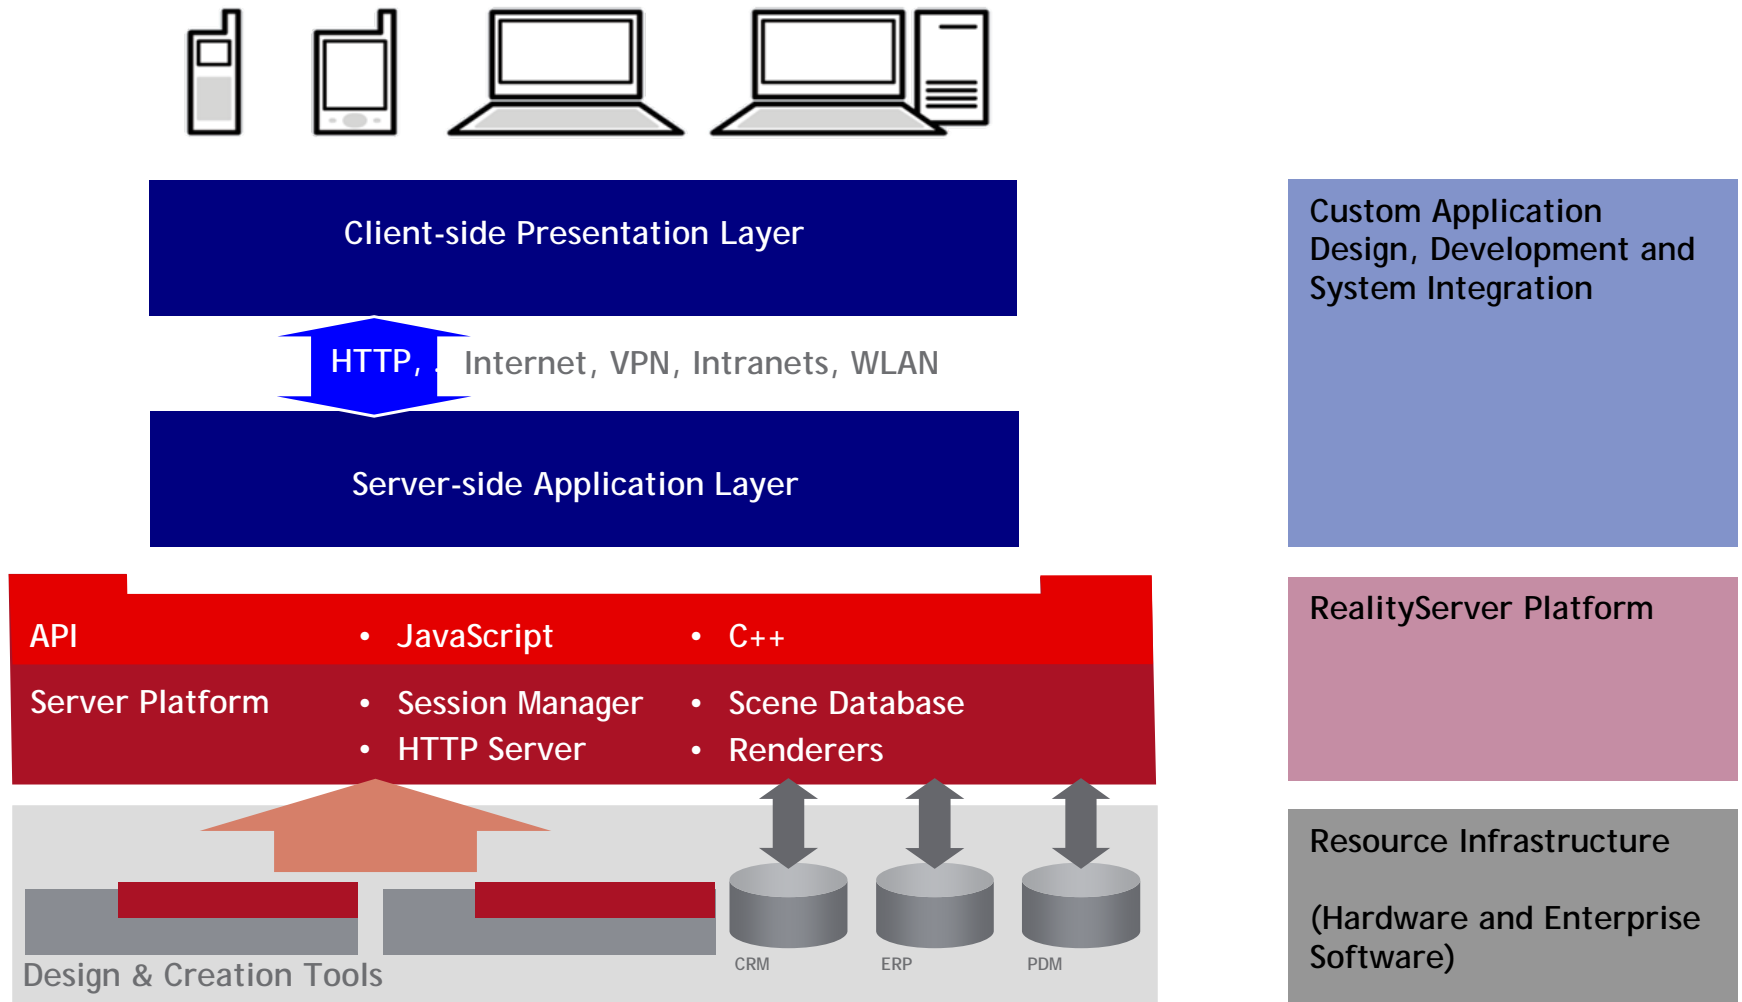 Client-side Presentation Layer
HTTP, .
Internet, VPN, Intranets, WLAN
Server-side Application Layer
API
• JavaScript
• C++
Server Platform
• Session Manager
• HTTP Server
• Scene Database
• Renderers
CRM
ERP
PDM
Design & Creation Tools
Custom Application
Design, Development and
System Integration
RealityServer Platform
Resource Infrastructure
(Hardware and Enterprise
Software)